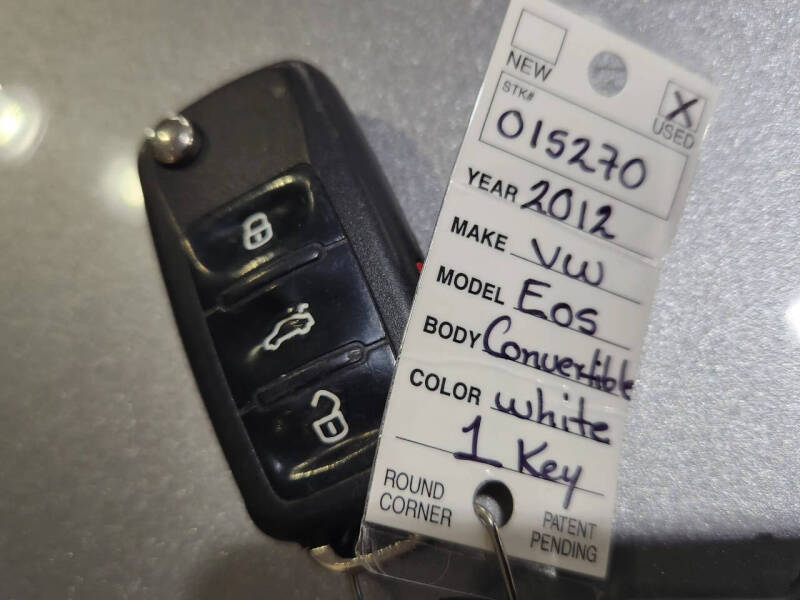 NEW
X
USED
STK#
015270
YEAR 2012
MAKE VW
MODEL EOS
BODY Convertible
COLOR white
1 Key
ROUND
CORNER
PATENT
PENDING